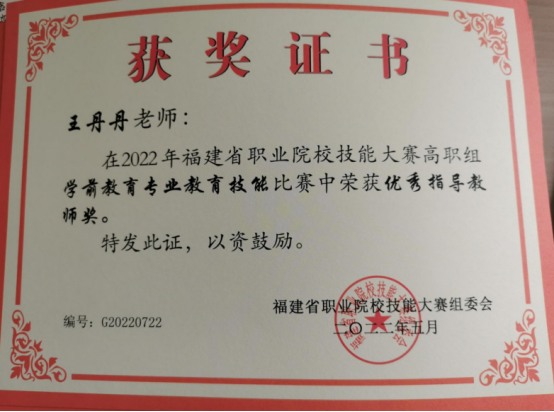 获奖证书
王丹丹老师：
在2022年福建省职业院校技能大赛高职组
学前教育专业教育技能比赛中荣获优秀指导教
师奖。
特发此证，以资鼓励。
福建省职业院校技能大赛组委会
编号：G20220722
二〇二二年五月